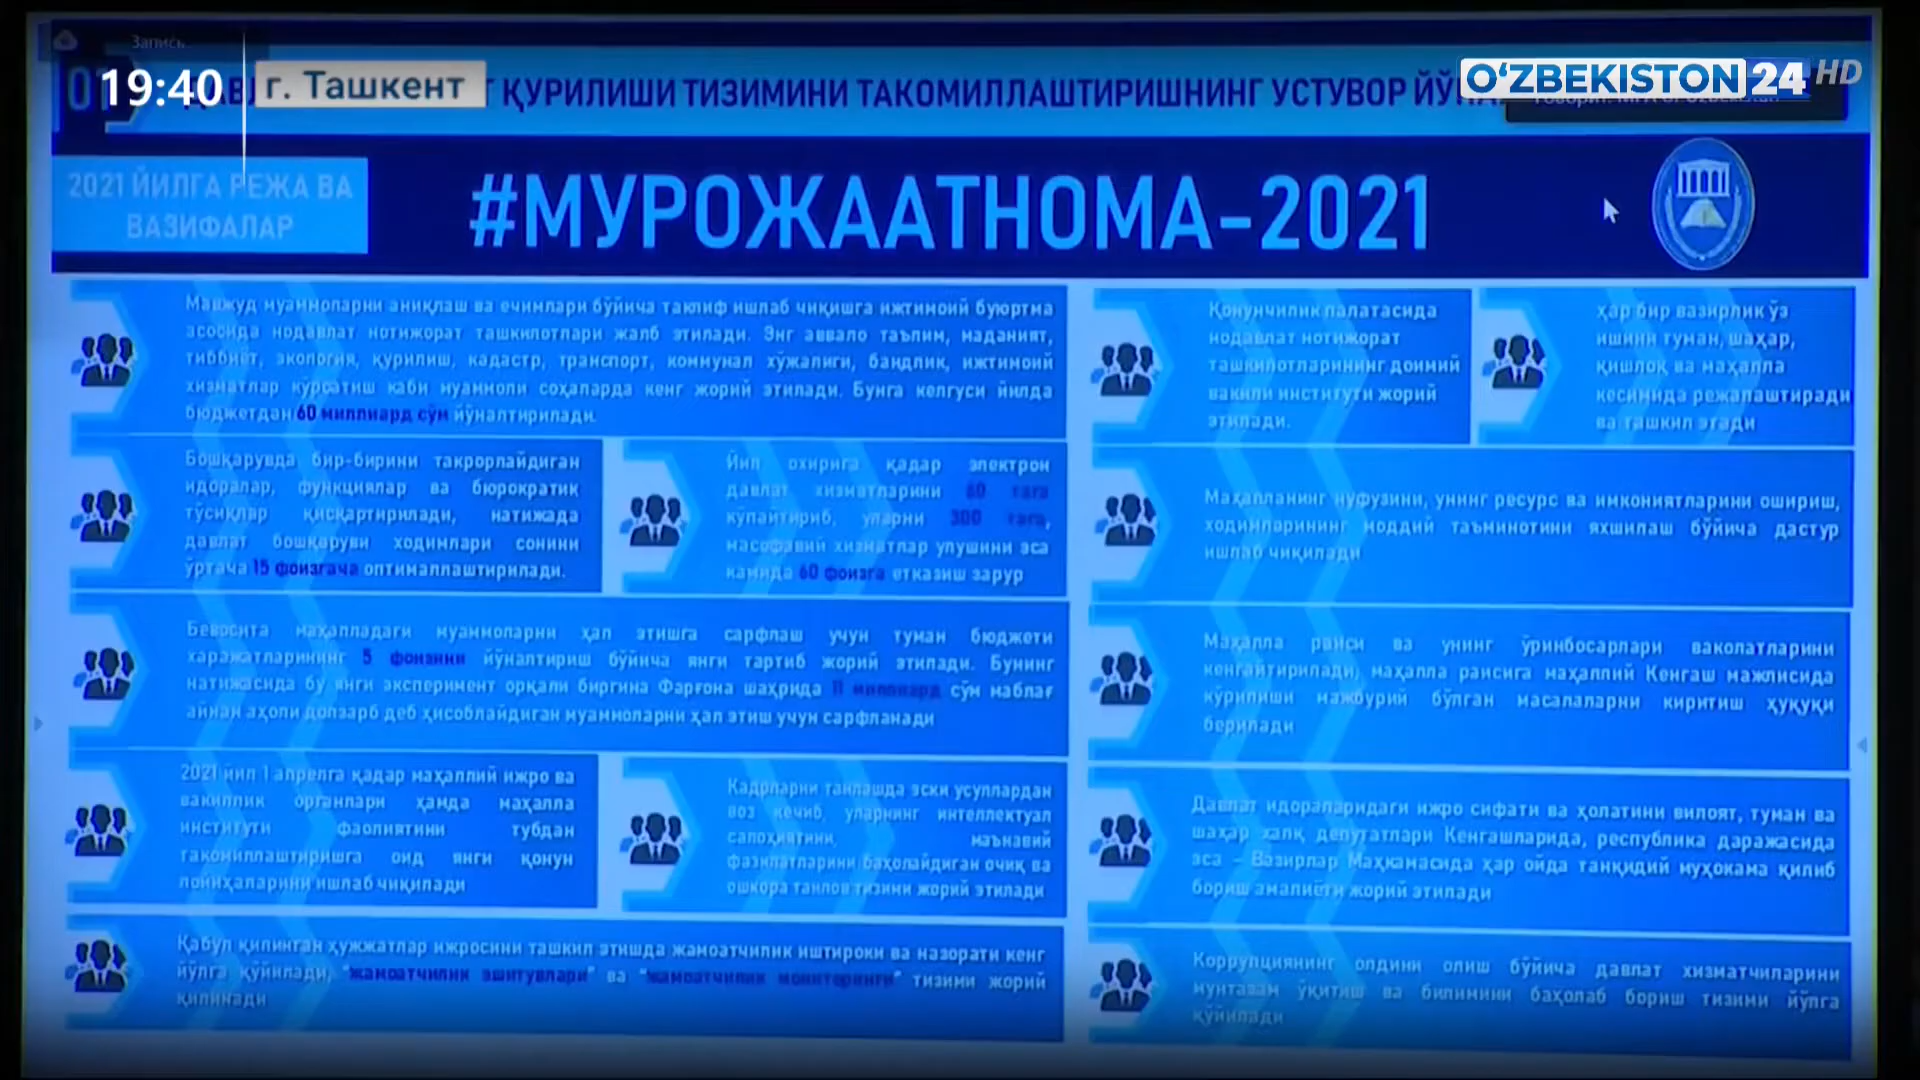 Запись
19:40
г. Ташкент
ҚУРИЛИШИ ТИЗИМИНИ ТАКОМИЛЛАШТИРИШНИНГ УСТУВОР
O‘ZBEKISTON 24 HD
2021 ЙИЛГА РЕЖА ВА
ВАЗИФАЛАР
#МУРОЖААТНОМА-2021
Мавжуд муаммоларни аниқлаш ва ечимлари бўйича таклиф ишлаб чиқишга ижтимоий буюртма
асосида нодавлат нотижорат ташкилотлари жалб этилади. Энг аввало таълим, маданият,
тиббиёт, экология, қурилиш, кадастр, транспорт, коммунал хўжалиги, бандлик, ижтимоий
хизматлар кўрсатиш каби муаммоли соҳаларда кенг жорий этилади. Бунга келгуси йилда
бюджетдан 60 миллиард сўм йўналтирилади.
Бошқарувда бир-бирини такрорлайдиган
идоралар, функциялар ва бюрократик
тўсиқлар қисқартирилади, натижада
давлат бошқаруви ходимлари сонини
ўртача 15 фоизгача оптималлаштирилади.
Йил охирига қадар электрон
давлат хизматларини 60 тага
кўпайтириб, уларни 300 тага,
масофавий хизматлар улушини эса
камида 60 фоизга етказиш зарур
Бевосита маҳалладаги муаммоларни ҳал этишга сарфлаш учун туман бюджети
харажатларининг 5 фоизини йўналтириш бўйича янги тартиб жорий этилади. Бунинг
натижасида бу янги эксперимент орқали биргина Фарғона шаҳрида 11 миллиард сўм маблағ
айнан аҳоли долзарб деб ҳисоблайдиган муаммоларни ҳал этиш учун сарфланади
2021 йил 1 апрелга қадар маҳаллий ижро ва
вакиллик органлари ҳамда маҳалла
институти фаолиятини тубдан
такомиллаштиришга оид янги қонун
лойиҳаларини ишлаб чиқилади
Кадрларни танлашда эски усуллардан
воз кечиб, уларнинг интеллектуал
салоҳиятини, маънавий
фазилатларини баҳолайдиган очиқ ва
ошкора танлов тизими жорий этилади
Қабул қилинган ҳужжатлар ижросини ташкил этишда жамоатчилик иштироки ва назорати кенг
йўлга қўйилади, "жамоатчилик эшитувлари" ва "жамоатчилик мониторинги" тизими жорий
қилинади
Қонунчилик палатасида
нодавлат нотижорат
ташкилотларининг доимий
вакили институти жорий
этилади.
ҳар бир вазирлик ўз
ишини туман, шаҳар,
қишлоқ ва маҳалла
кесимида режалаштиради
ва ташкил этади
Маҳалланинг нуфузини, унинг ресурс ва имкониятларини ошириш,
ходимларининг моддий таъминотини яхшилаш бўйича дастур
ишлаб чиқилади
Маҳалла раиси ва унинг ўринбосарлари ваколатларини
кенгайтирилади, маҳалла раисига маҳаллий Кенгаш мажлисида
кўрилиши мажбурий бўлган масалаларни киритиш ҳуқуқи
берилади
Давлат идораларидаги ижро сифати ва ҳолатини вилоят, туман ва
шаҳар халқ депутатлари Кенгашларида, республика даражасида
эса - Вазирлар Маҳкамасида ҳар ойда танқидий муҳокама қилиб
бориш амалиёти жорий этилади
Коррупциянинг олдини олиш бўйича давлат хизматчиларини
мунтазам ўқитиш ва билимини баҳолаб бориш тизими йўлга
қўйилади